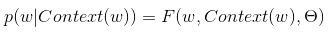 p(w|Context(w)) = F(w, Context(w), Θ)